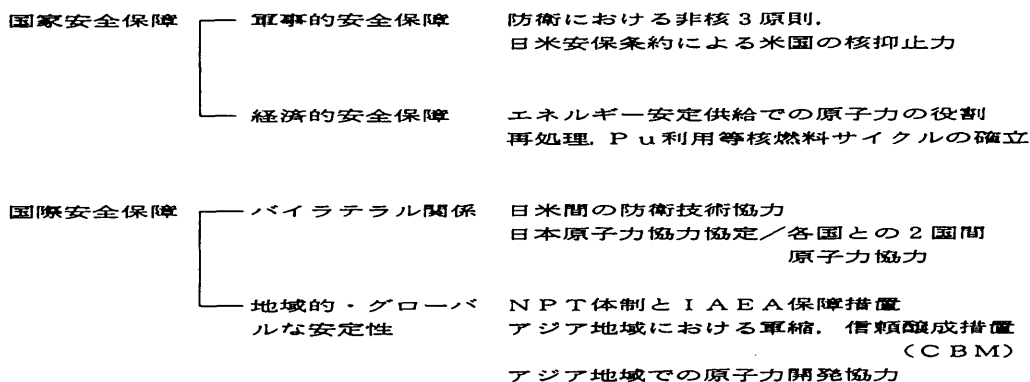 国家安全保障 軍事的安全保障 防衛における非核3原則.
日米安保条約による米国の核抑止力
経済的安全保障 エネルギー安定供給での原子力の役割
再処理. Pu利用等核燃料サイクルの確立
国際安全保障 バイラテラル関係 日米間の防衛技術協力
日本原子力協力協定/各国との2国間
原子力協力
地域的・グローバ NPT体制とIAEA保障措置
ルな安定性 アジア地域における軍縮. 信頼醸成措置
(CBM)
アジア地域での原子力開発協力